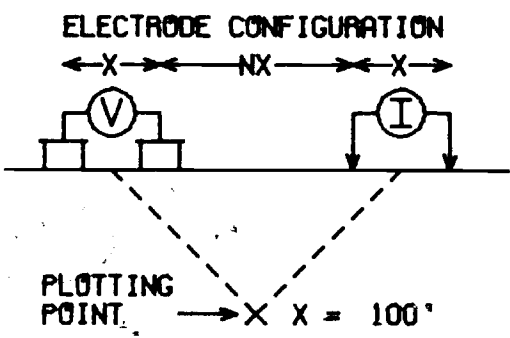 ELECTRODE CONFIGURATION
X NX X
V I
PLOTTING
POINT X X = 100'